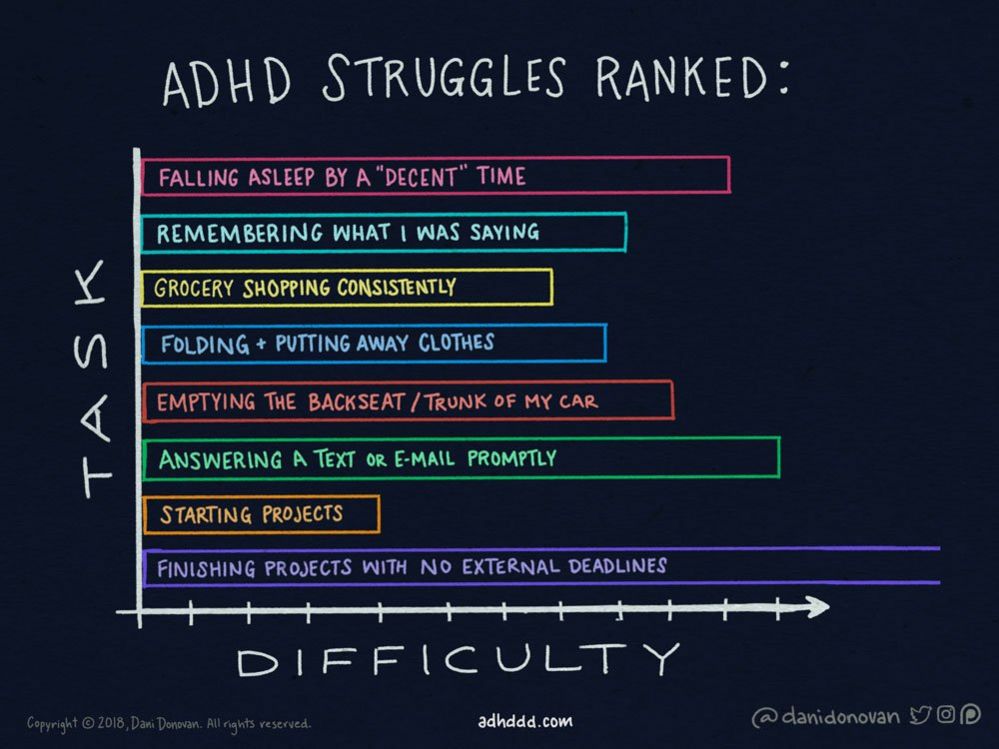 ADHD STRUGGLES RANKED:
TASK
FALLING ASLEEP BY A "DECENT" TIME
REMEMBERING WHAT I WAS SAYING
GROCERY SHOPPING CONSISTENTLY
FOLDING + PUTTING AWAY CLOTHES
EMPTYING THE BACKSEAT / TRUNK OF MY CAR
ANSWERING A TEXT OR E-MAIL PROMPTLY
STARTING PROJECTS
FINISHING PROJECTS WITH NO EXTERNAL DEADLINES
DIFFICULTY
Copyright © 2018, Dani Donovan. All rights reserved.
adhddd.com
@danidonovan